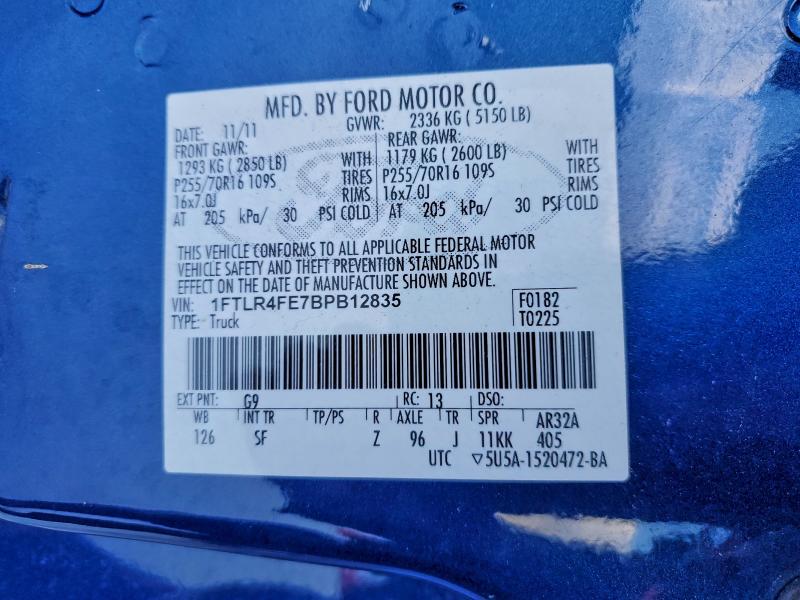 MFD. BY FORD MOTOR CO.
DATE: 11/11 GVWR: 2336 KG ( 5150 LB)
FRONT GAWR: REAR GAWR:
1293 KG ( 2850 LB) WITH 1179 KG ( 2600 LB) WITH
P255/70R16 109S TIRES P255/70R16 109S TIRES
16x7.0J RIMS 16x7.0J RIMS
AT 205 kPa/ 30 PSI COLD AT 205 kPa/ 30 PSI COLD
THIS VEHICLE CONFORMS TO ALL APPLICABLE FEDERAL MOTOR
VEHICLE SAFETY AND THEFT PREVENTION STANDARDS IN
EFFECT ON THE DATE OF MANUFACTURE SHOWN ABOVE.
VIN: 1FTLR4FE7BPB12835 F0182
TYPE: Truck T0225
EXT PNT: G9 RC: 13 DSO:
WB INT TR TP/PS R AXLE TR SPR AR32A
126 SF Z 96 J 11KK 405
UTC ▽5U5A-1520472-BA